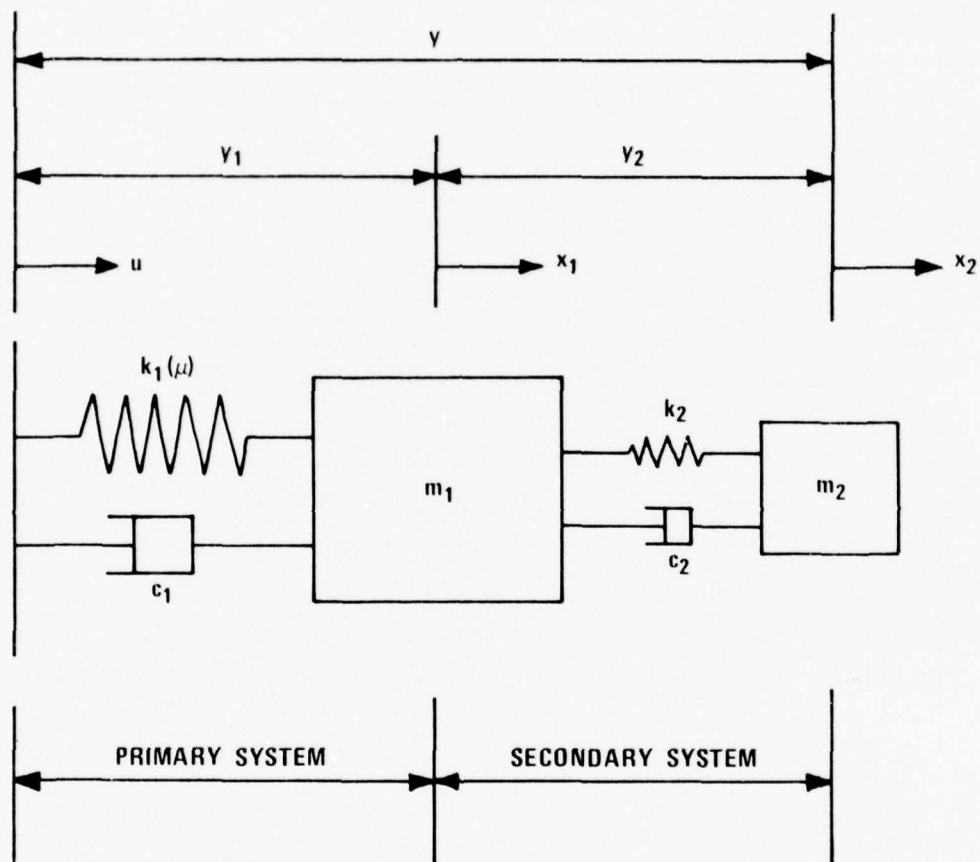 y
y₁ y₂
u x₁ x₂
k₁(μ)
k₂
m₁ m₂
c₂
c₁
PRIMARY SYSTEM SECONDARY SYSTEM